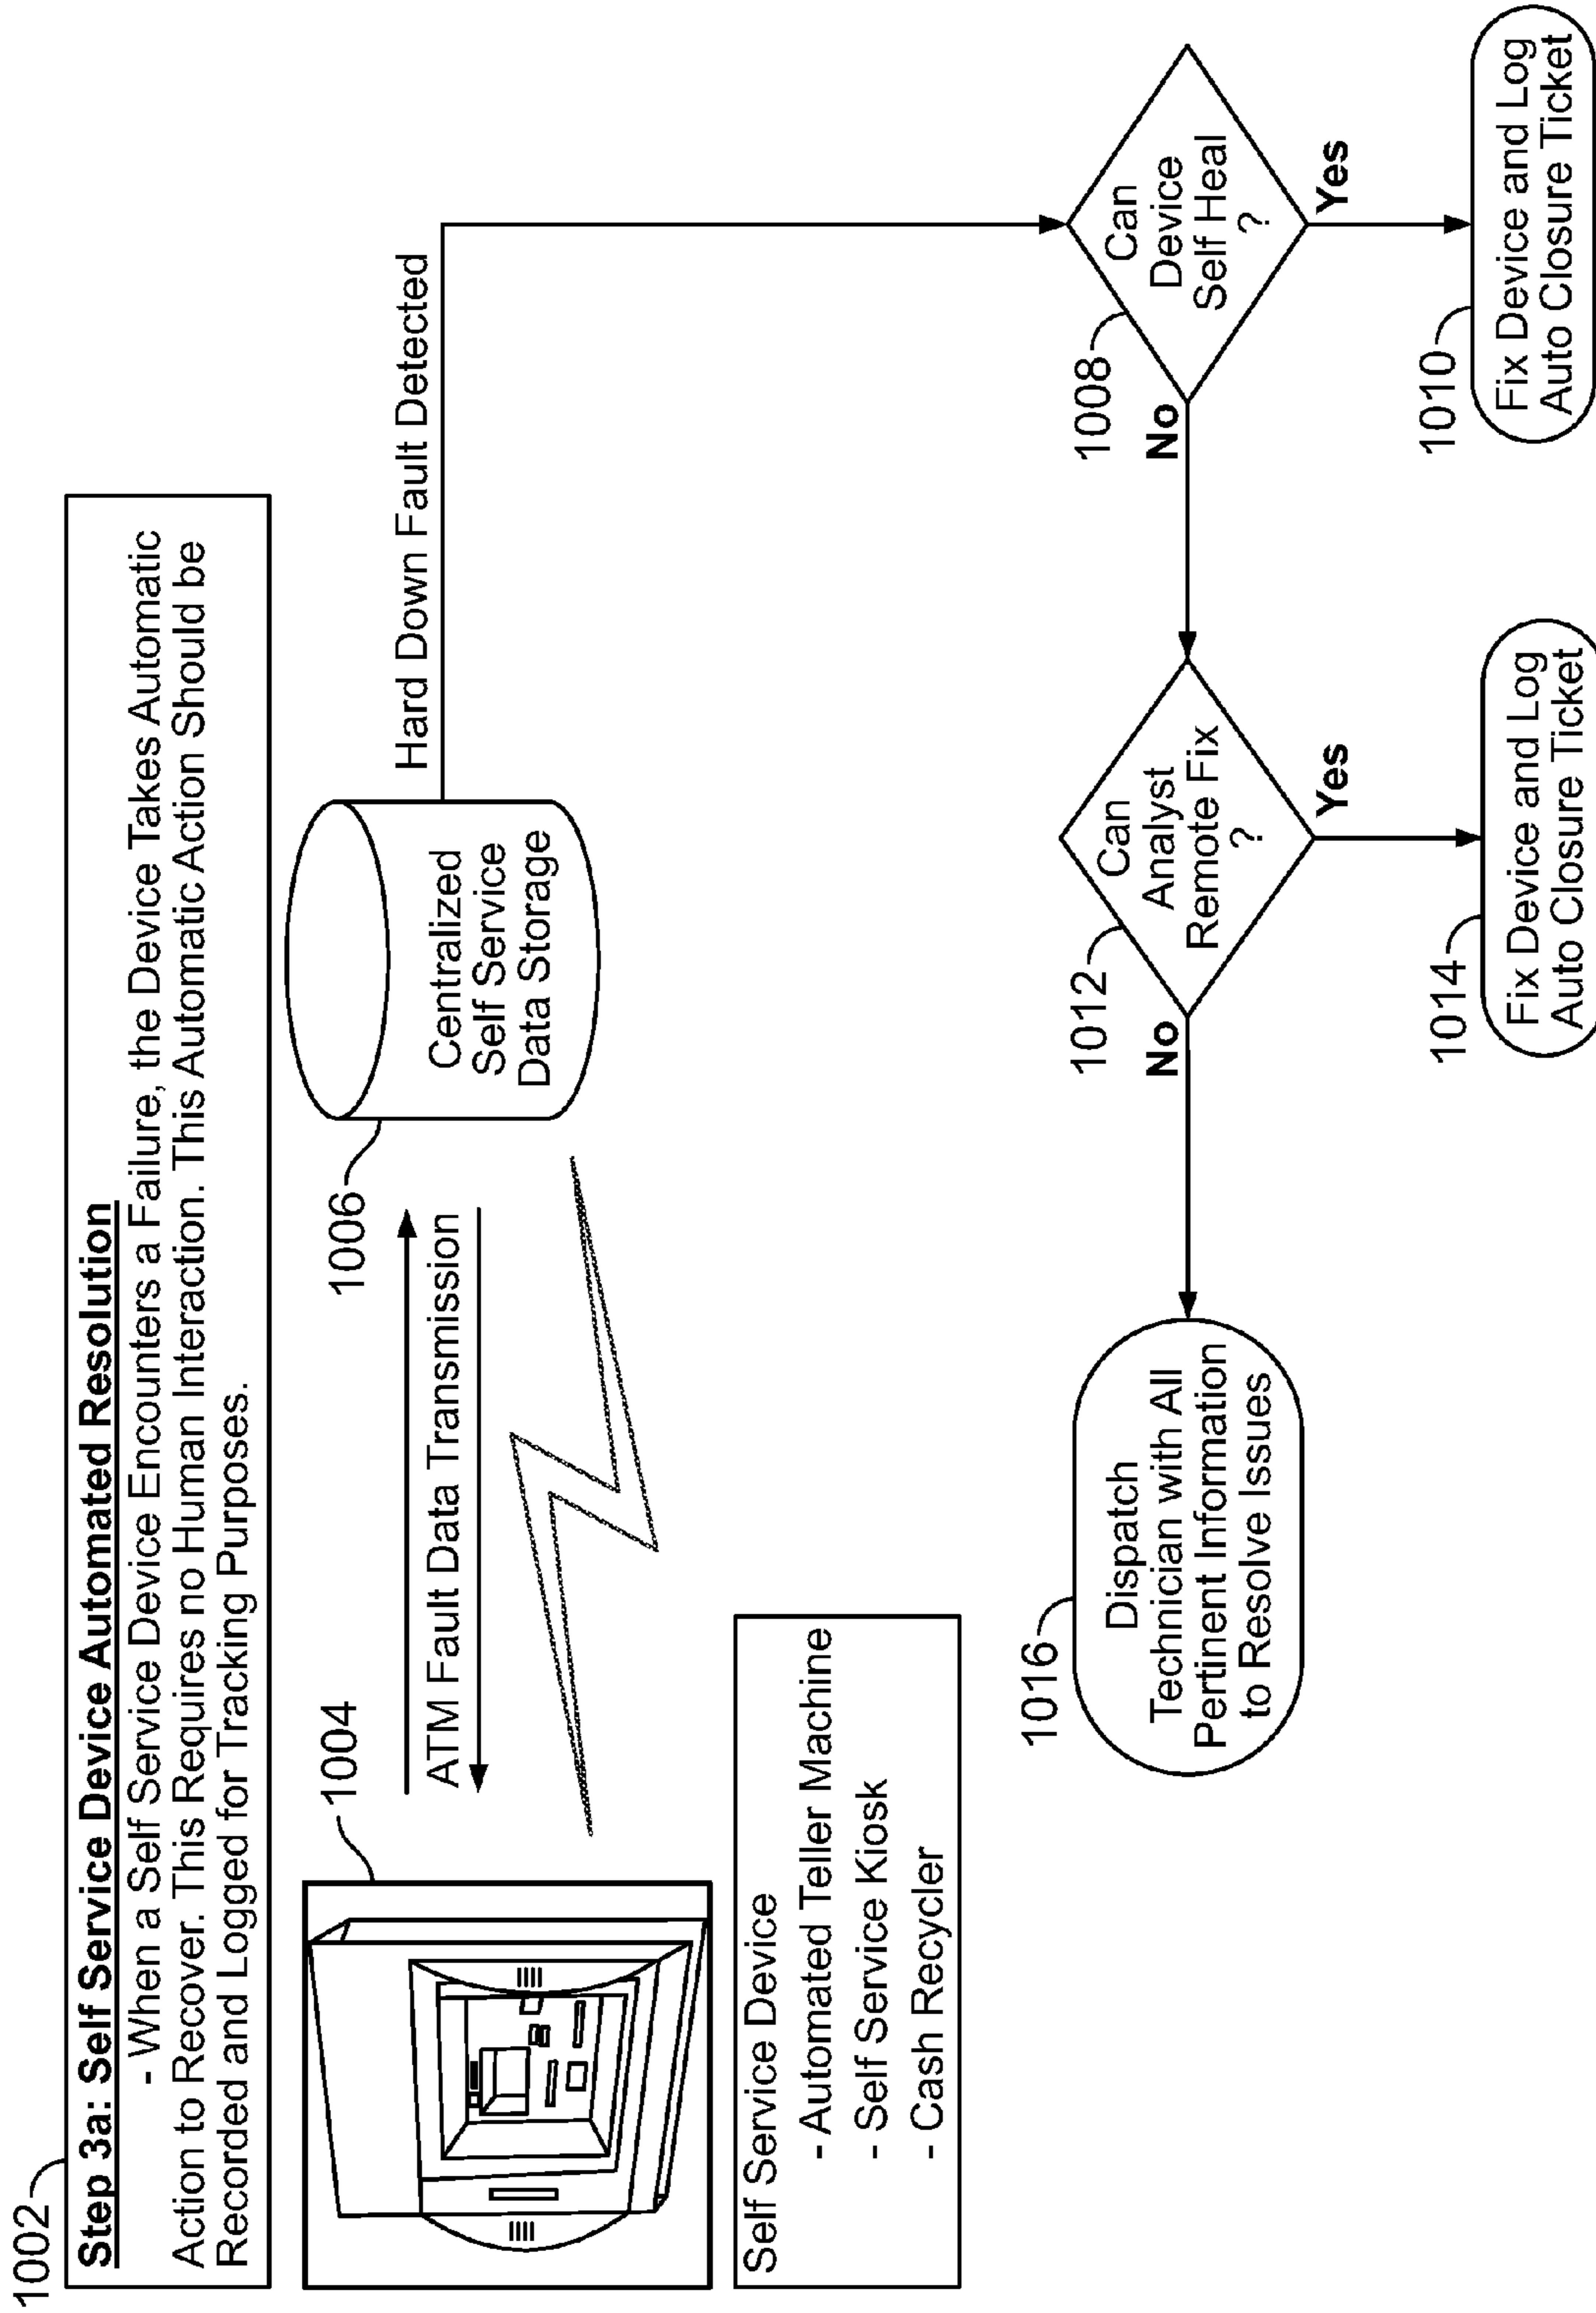 1002
Step 3a: Self Service Device Automated Resolution
- When a Self Service Device Encounters a Failure, the Device Takes Automatic
Action to Recover. This Requires no Human Interaction. This Automatic Action Should be
Recorded and Logged for Tracking Purposes.
1004
ATM Fault Data Transmission
1006
Centralized
Self Service
Data Storage
Hard Down Fault Detected
Self Service Device
- Automated Teller Machine
- Self Service Kiosk
- Cash Recycler
1008
Can
Device
Self Heal
?
No
Yes
1010
Fix Device and Log
Auto Closure Ticket
1012
Can
Analyst
Remote Fix
?
No
Yes
1014
Fix Device and Log
Auto Closure Ticket
1016
Dispatch
Technician with All
Pertinent Information
to Resolve Issues